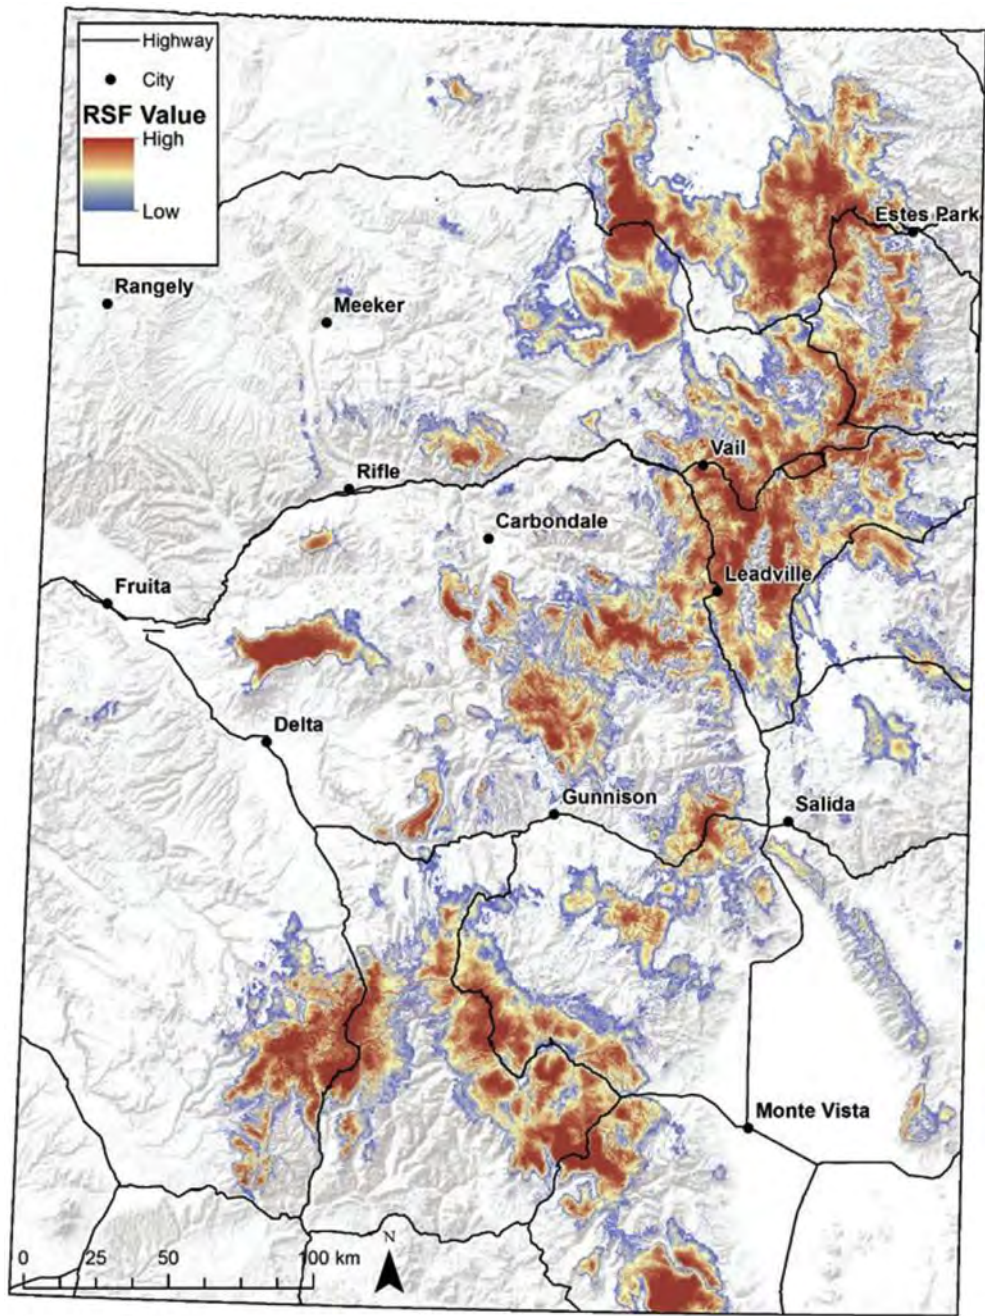 Highway
City
RSF Value
High
Low
Estes Park
Rangely
Meeker
Vail
Rifle
Carbondale
Leadville
Fruita
Delta
Gunnison
Salida
Monte Vista
N
0 25 50 100 km